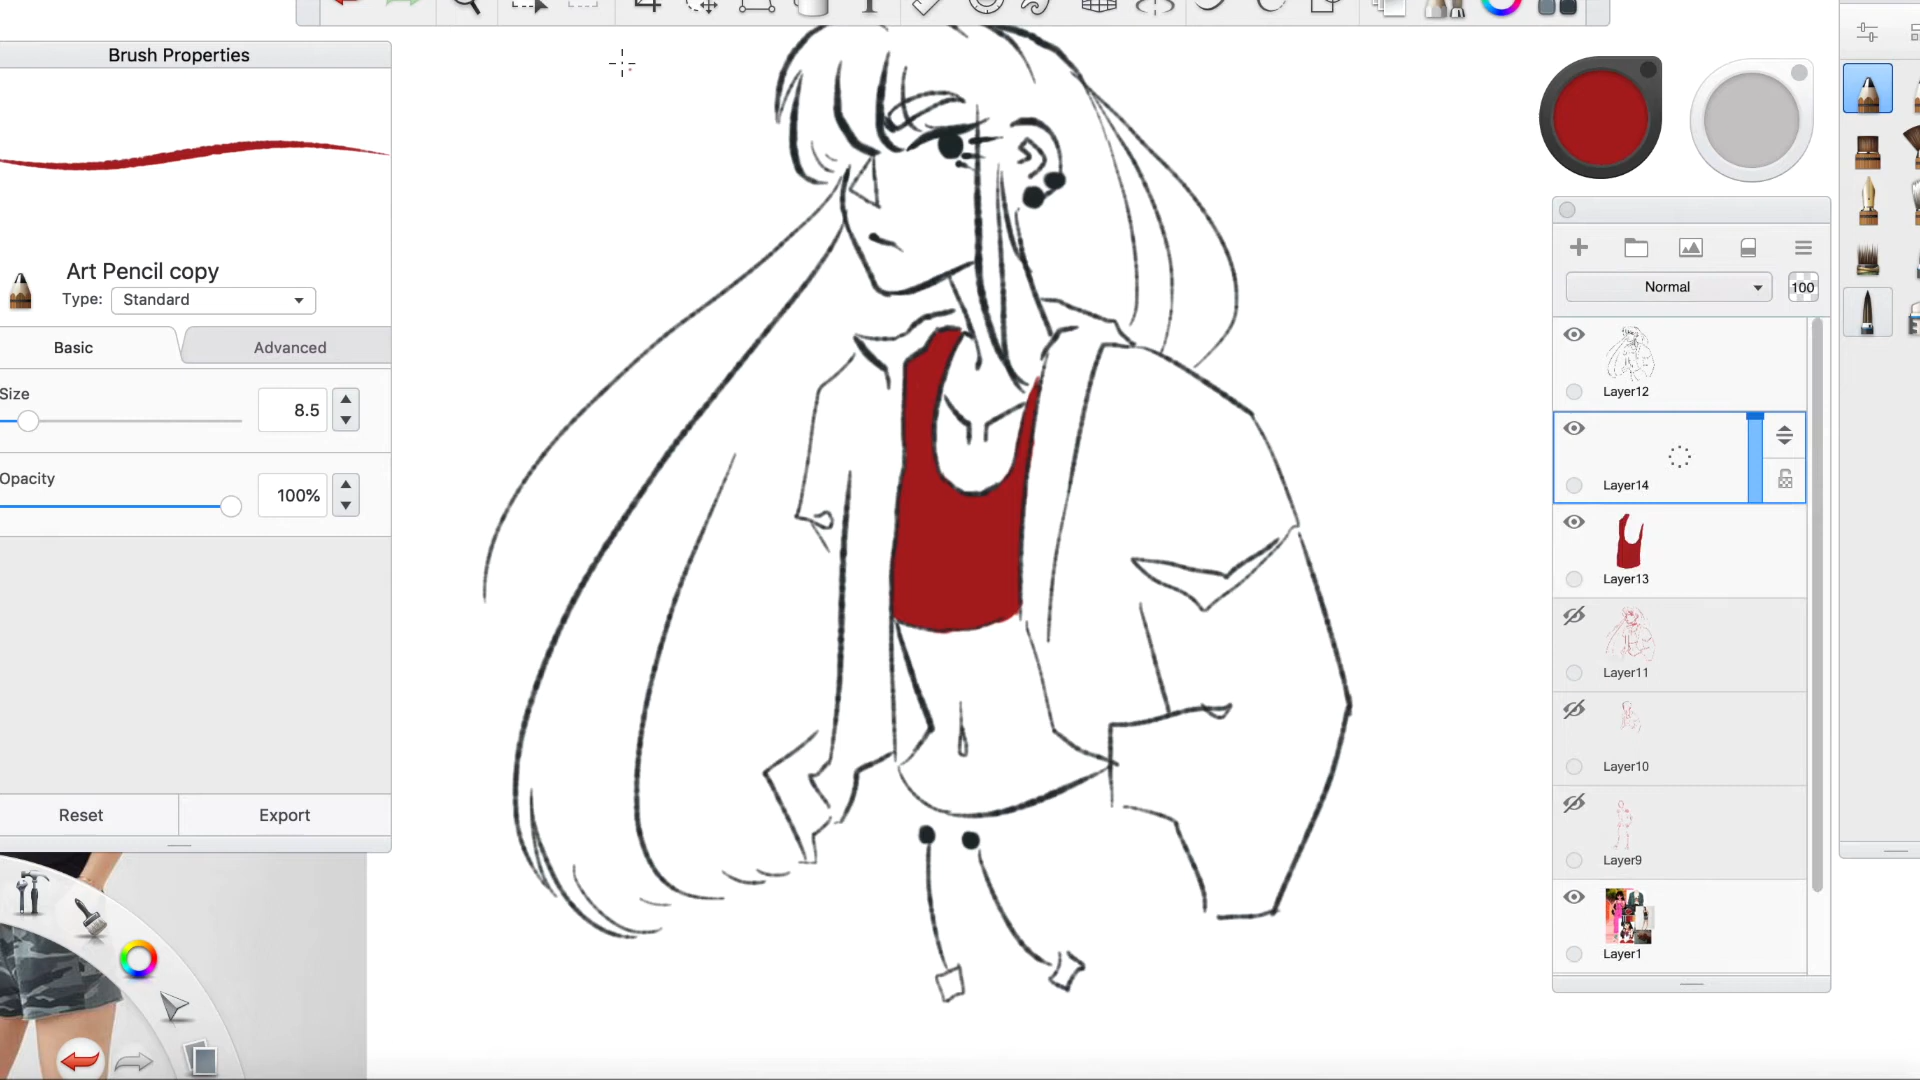 Brush Properties
Art Pencil copy
Type: Standard
Basic
Advanced
Size
8.5
Opacity
100%
Reset
Export
Normal
100
Layer12
Layer14
Layer13
Layer11
Layer10
Layer9
Layer1